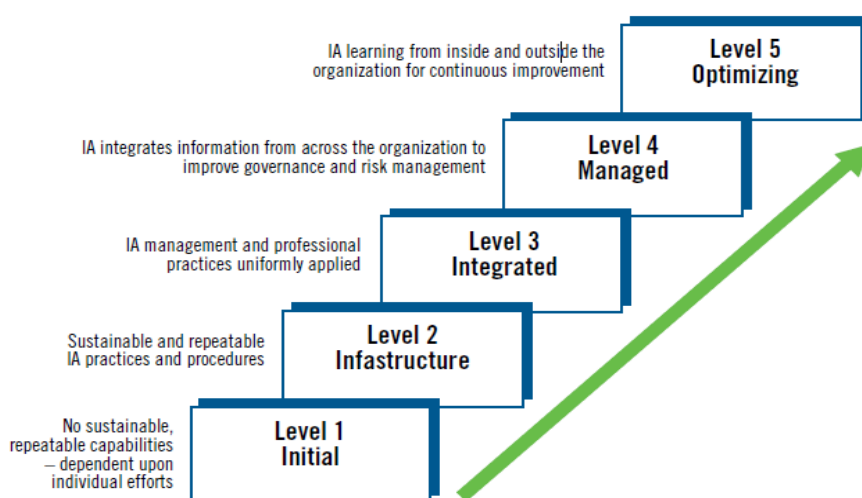 IA learning from inside and outside the
organization for continuous improvement
Level 5
Optimizing
IA integrates information from across the organization to
improve governance and risk management
Level 4
Managed
IA management and professional
practices uniformly applied
Level 3
Integrated
Sustainable and repeatable
IA practices and procedures
Level 2
Infastructure
No sustainable,
repeatable capabilities
– dependent upon
individual efforts
Level 1
Initial